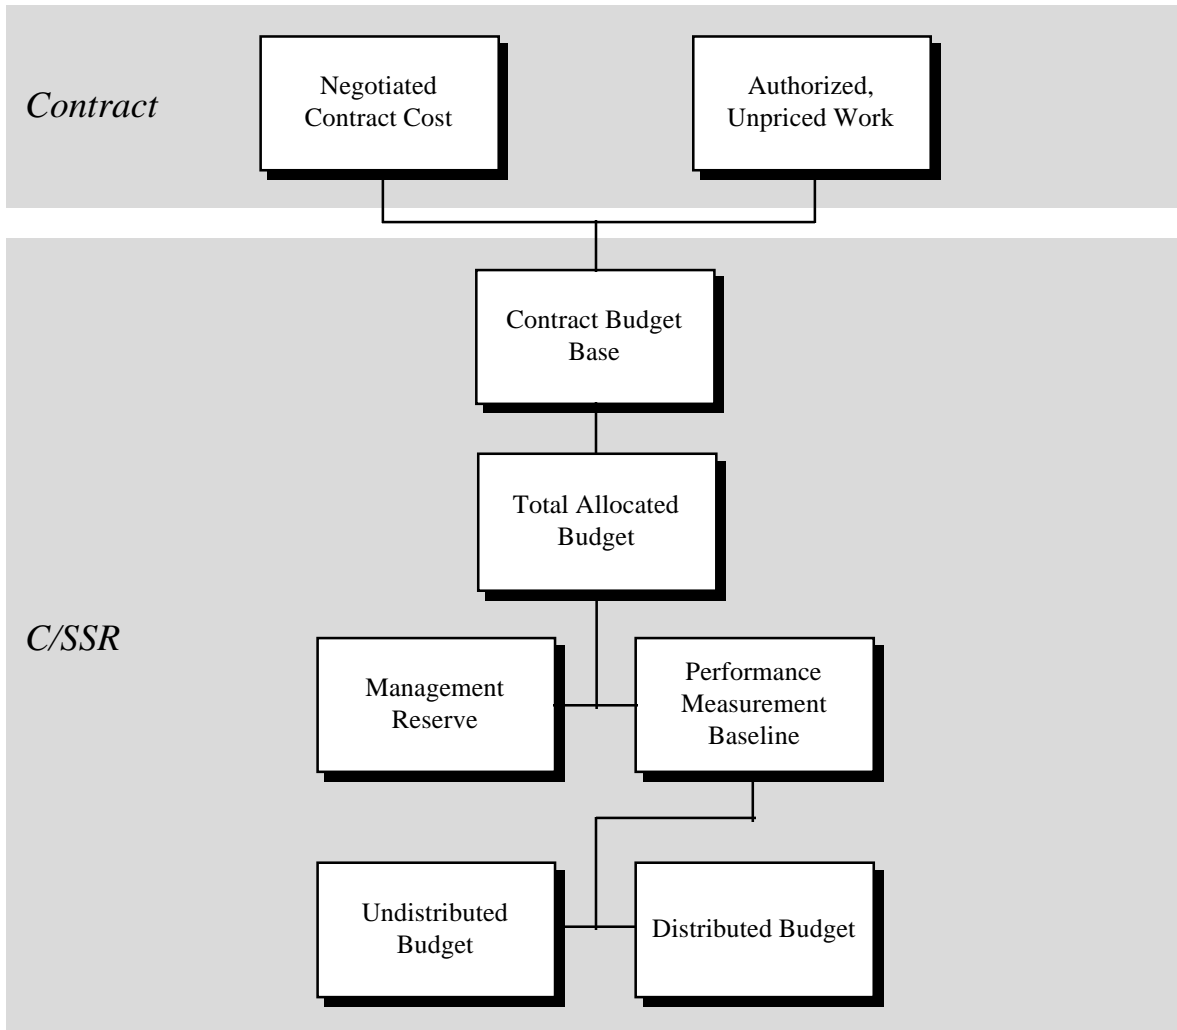 Contract
Negotiated
Contract Cost
Authorized,
Unpriced Work
Contract Budget
Base
Total Allocated
Budget
C/SSR
Management
Reserve
Performance
Measurement
Baseline
Undistributed
Budget
Distributed Budget